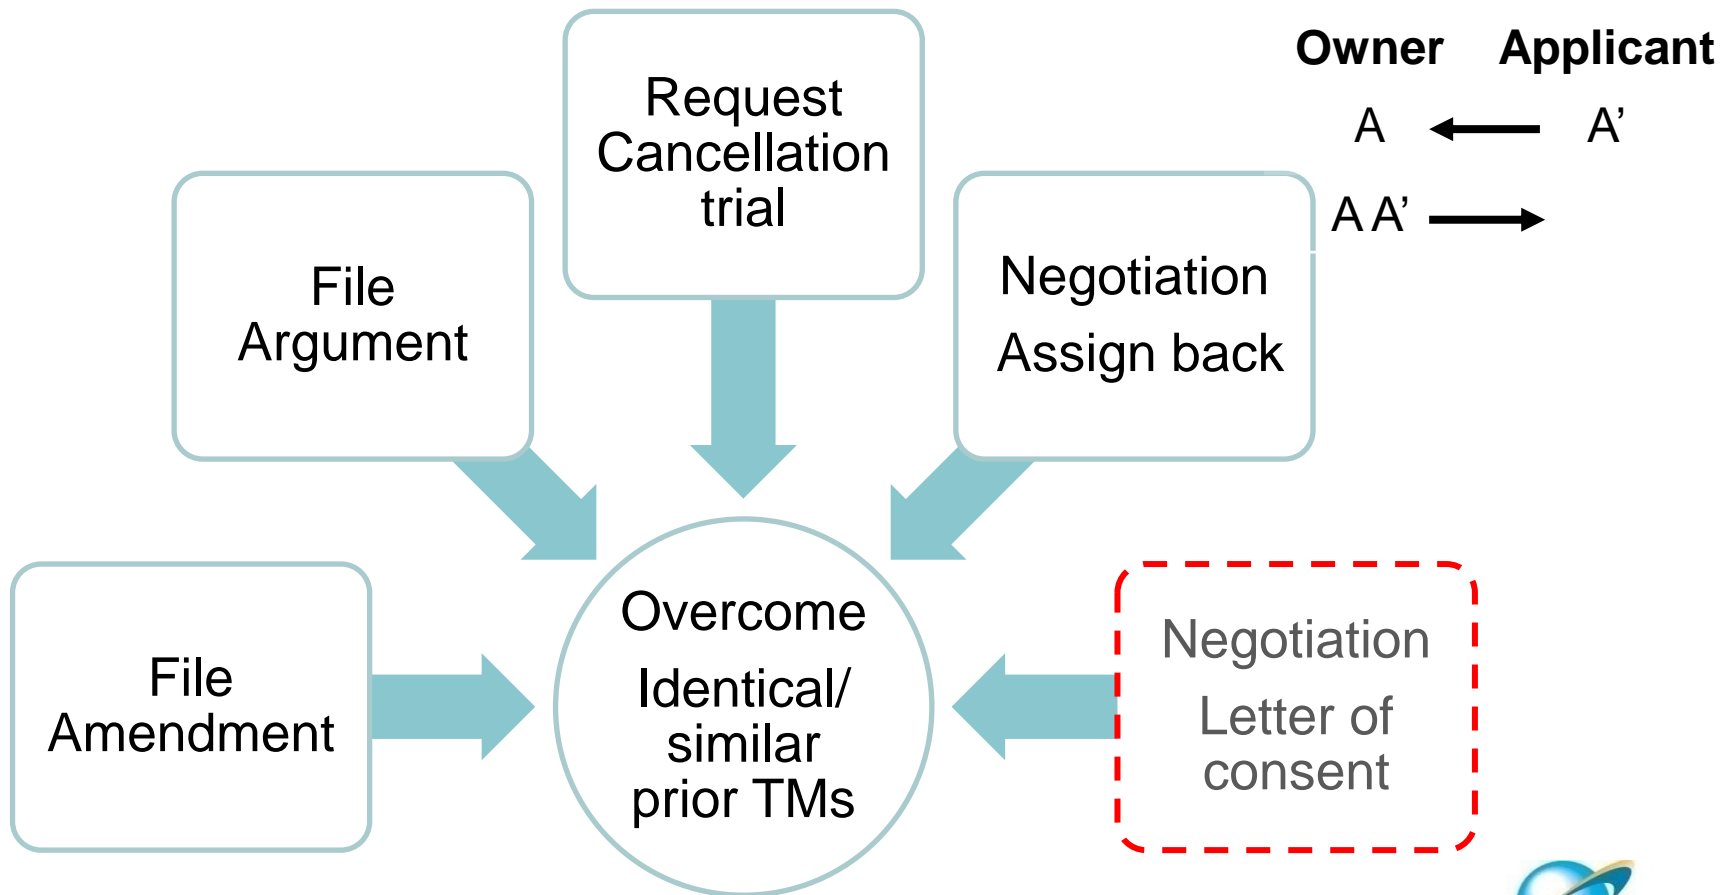 Owner Applicant
A A’
A A’
Request
Cancellation
trial
File
Argument
Negotiation
Assign back
File
Amendment
Overcome
Identical/
similar
prior TMs
Negotiation
Letter of
consent